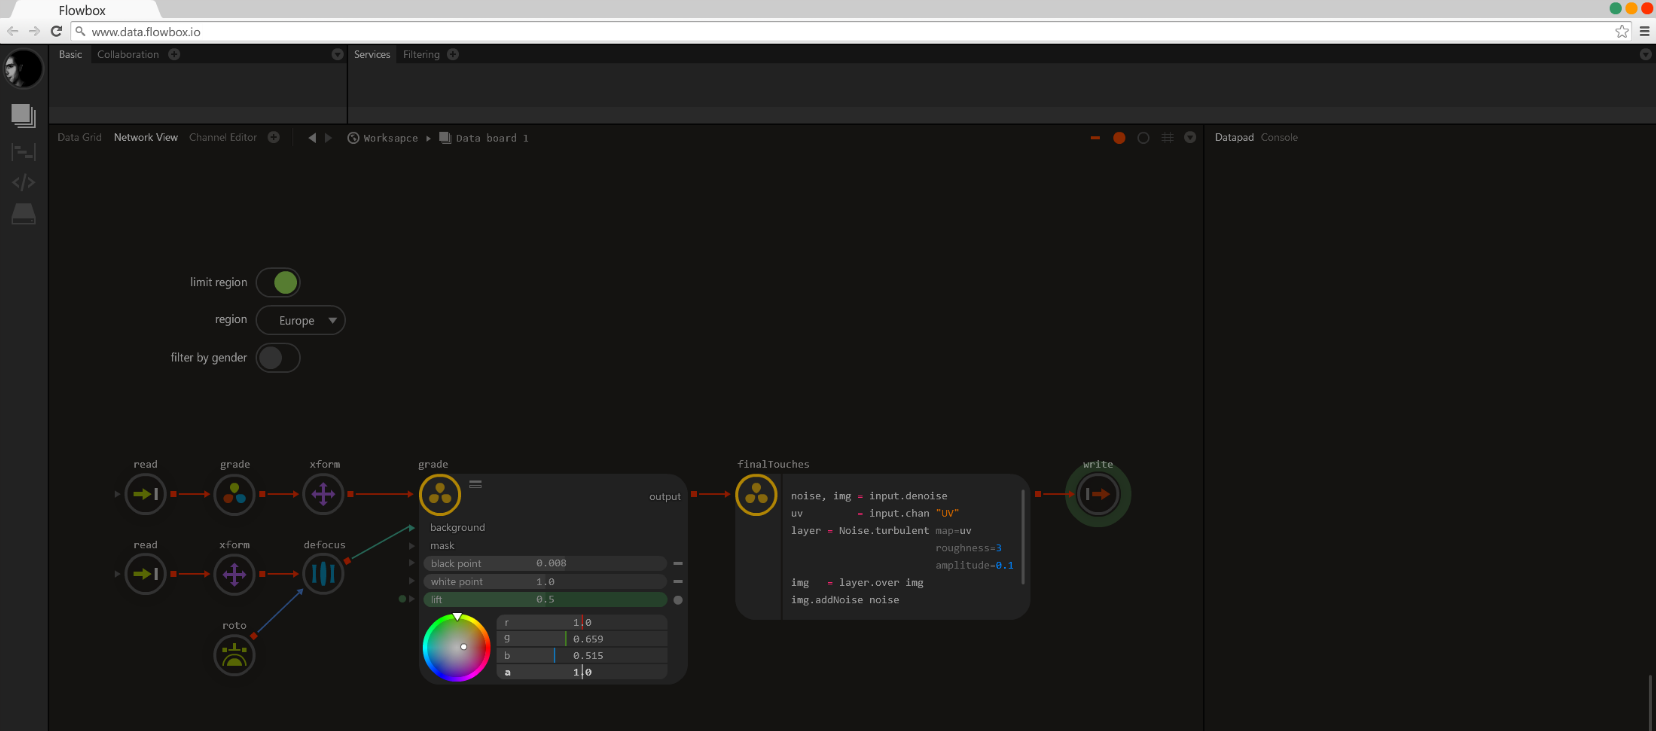 Flowbox
www.data.flowbox.io
Basic Collaboration Services Filtering
Data Grid Network View Channel Editor Worksapce Data board 1 Datapad Console
limit region
region Europe
filter by gender
read grade xform grade finalTouches write
output
noise, img = input.denoise
uv = input.chan "UV"
layer = Noise.turbulent map=uv
roughness=3
amplitude=0.1
img = layer.over img
img.addNoise noise
background
mask
black point 0.008
white point 1.0
lift 0.5
r 1.0
g 0.659
b 0.515
a 1.0
read xform defocus
roto